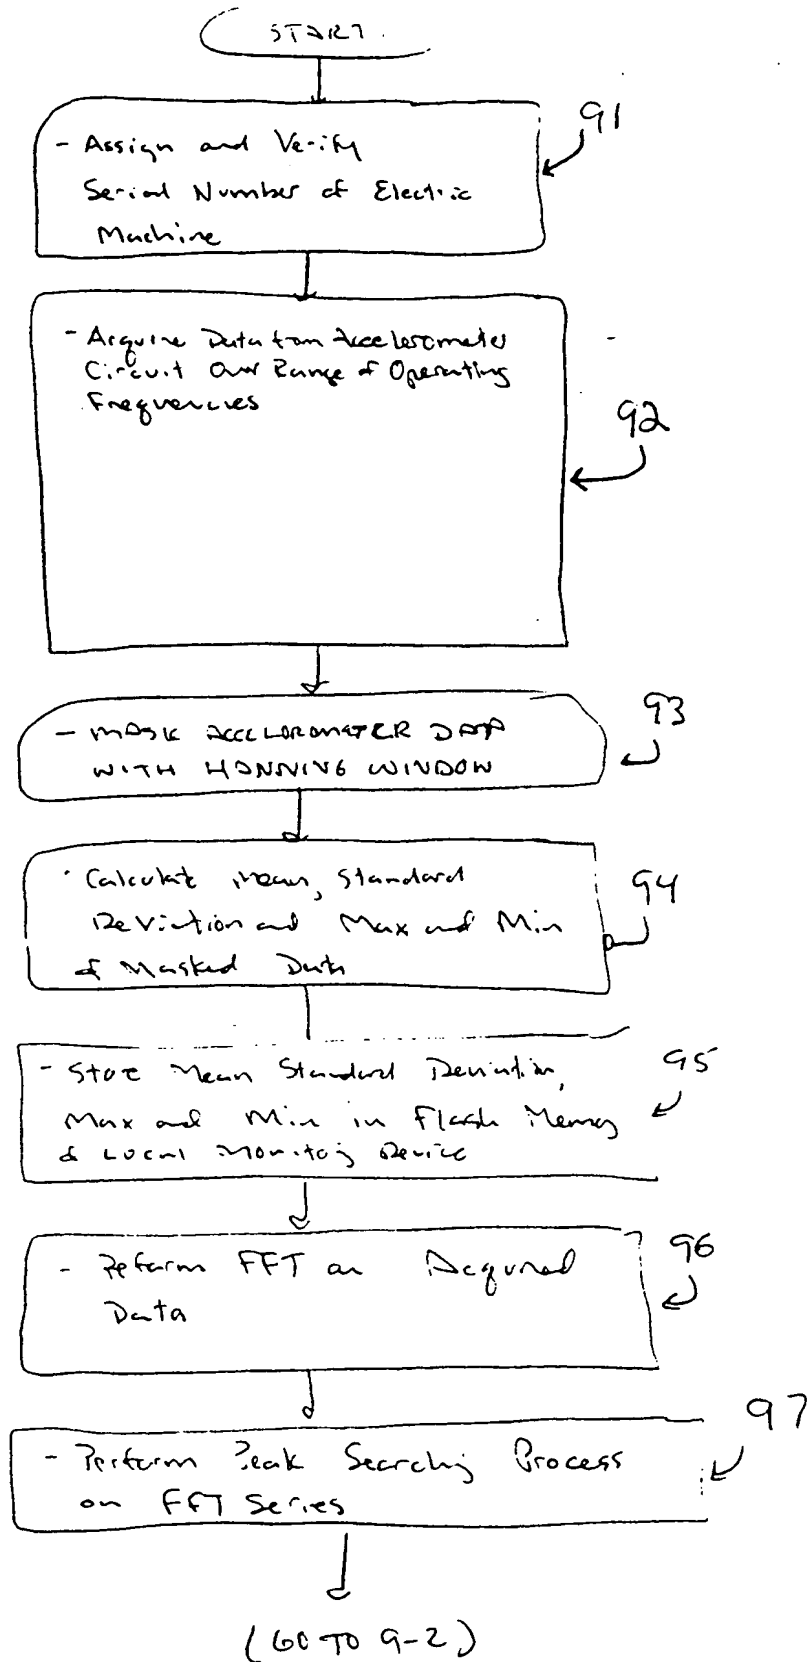 START
- Assign and Verify
Serial Number of Electric
Machine
91
- Acquire Data from Accelerometer
Circuit Over Range of Operating
Frequencies
92
- MASK ACCELOROMETER DATA
WITH HANNING WINDOW
93
- Calculate Mean, Standard
Deviation and Max and Min
of Masked Data
94
- Store Mean Standard Deviation,
Max and Min in Flash Memory
of Local Monitoring Device
95
- Perform FFT on Acquired
Data
96
- Perform Peak Searching Process
on FFT Series
97
(GO TO 9-2)